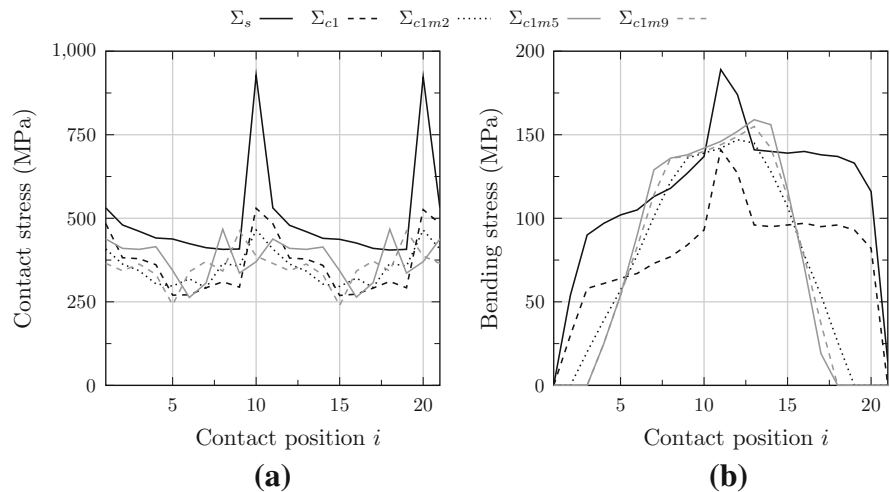 Σs Σc1 Σc1m2 Σc1m5 Σc1m9
1,000
750
500
250
0
Contact stress (MPa)
5 10 15 20
Contact position i
(a)
200
150
100
50
0
Bending stress (MPa)
5 10 15 20
Contact position i
(b)